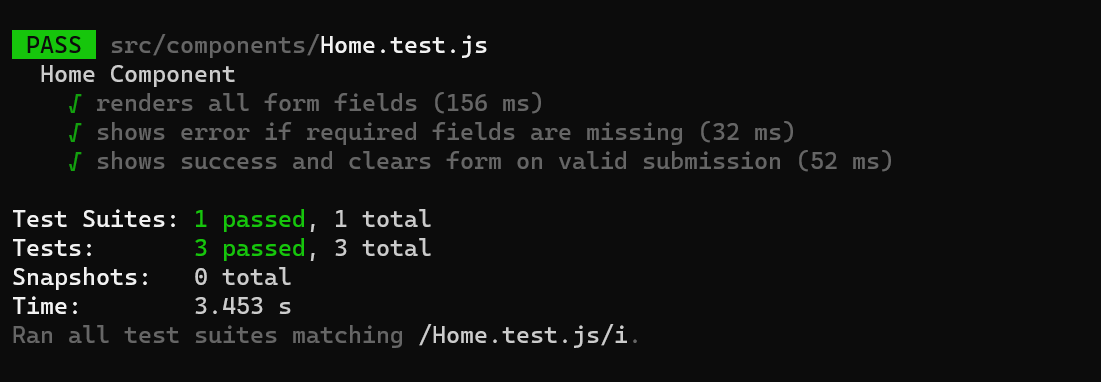 PASS src/components/Home.test.js
Home Component
√ renders all form fields (156 ms)
√ shows error if required fields are missing (32 ms)
√ shows success and clears form on valid submission (52 ms)
Test Suites: 1 passed, 1 total
Tests: 3 passed, 3 total
Snapshots: 0 total
Time: 3.453 s
Ran all test suites matching /Home.test.js/i.